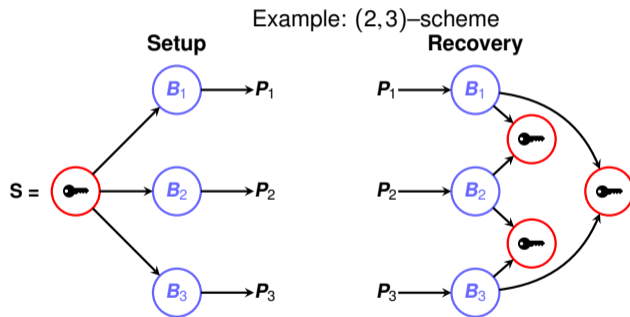 Example: (2,3)–scheme
Setup Recovery
B₁ P₁ P₁ B₁
S = B₂ P₂ P₂ B₂
B₃ P₃ P₃ B₃